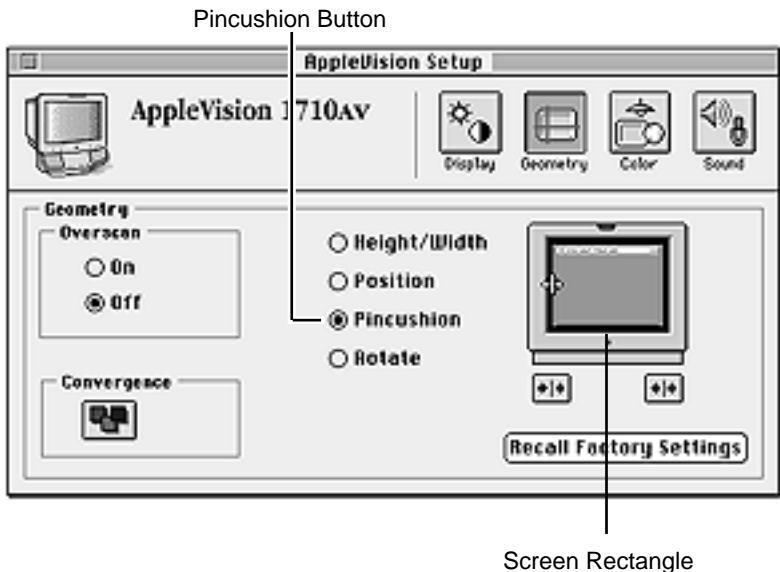 Pincushion Button
AppleVision Setup
AppleVision 1710AV
Display
Geometry
Color
Sound
Geometry
Overscan
On
Off
Height/Width
Position
Pincushion
Rotate
Convergence
Recall Factory Settings
Screen Rectangle